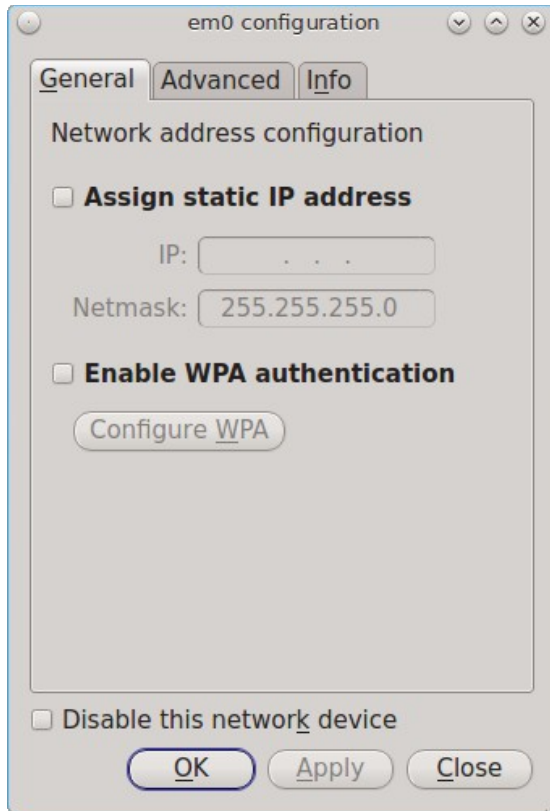 em0 configuration
General Advanced Info
Network address configuration
Assign static IP address
IP: . . .
Netmask: 255.255.255.0
Enable WPA authentication
Configure WPA
Disable this network device
OK Apply Close